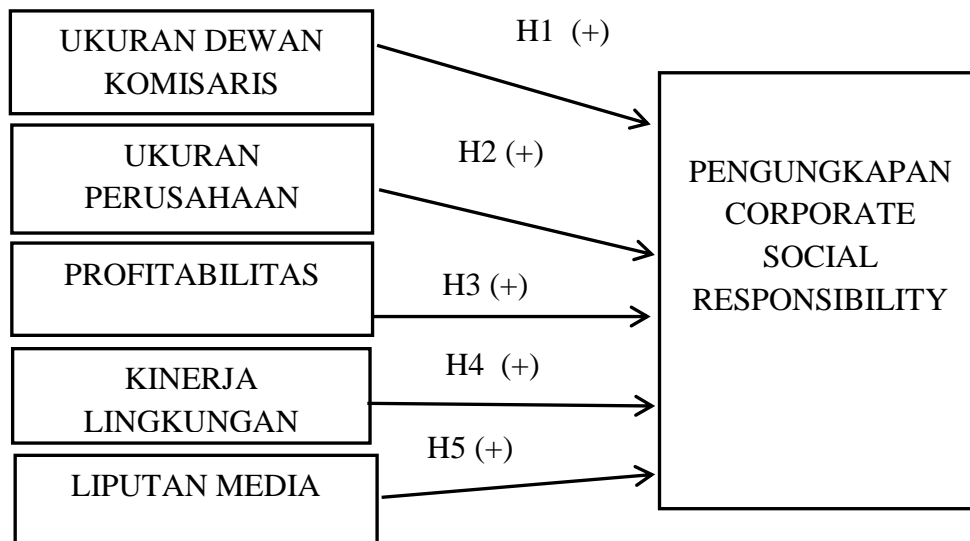 UKURAN DEWAN
KOMISARIS
H1 (+)
UKURAN
PERUSAHAAN
H2 (+)
PROFITABILITAS
H3 (+)
KINERJA
LINGKUNGAN
H4 (+)
LIPUTAN MEDIA
H5 (+)
PENGUNGKAPAN
CORPORATE
SOCIAL
RESPONSIBILITY